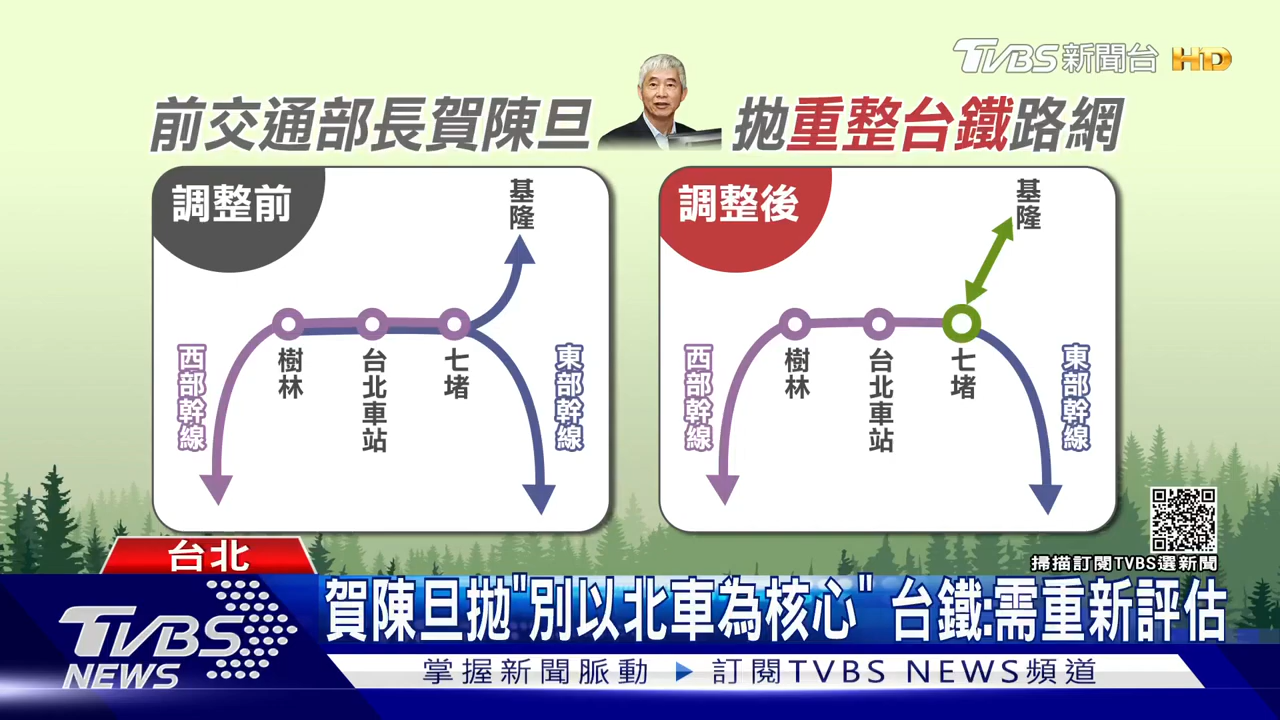 TVBS新聞台 HD
前交通部長賀陳旦 拋重整台鐵路網
調整前
基隆
樹林
台北車站
七堵
西部幹線
東部幹線
調整後
基隆
樹林
台北車站
七堵
西部幹線
東部幹線
掃描訂閱TVBS選新聞
台北
賀陳旦拋"別以北車為核心" 台鐵:需重新評估
TVBS NEWS
掌握新聞脈動 訂閱TVBS NEWS頻道